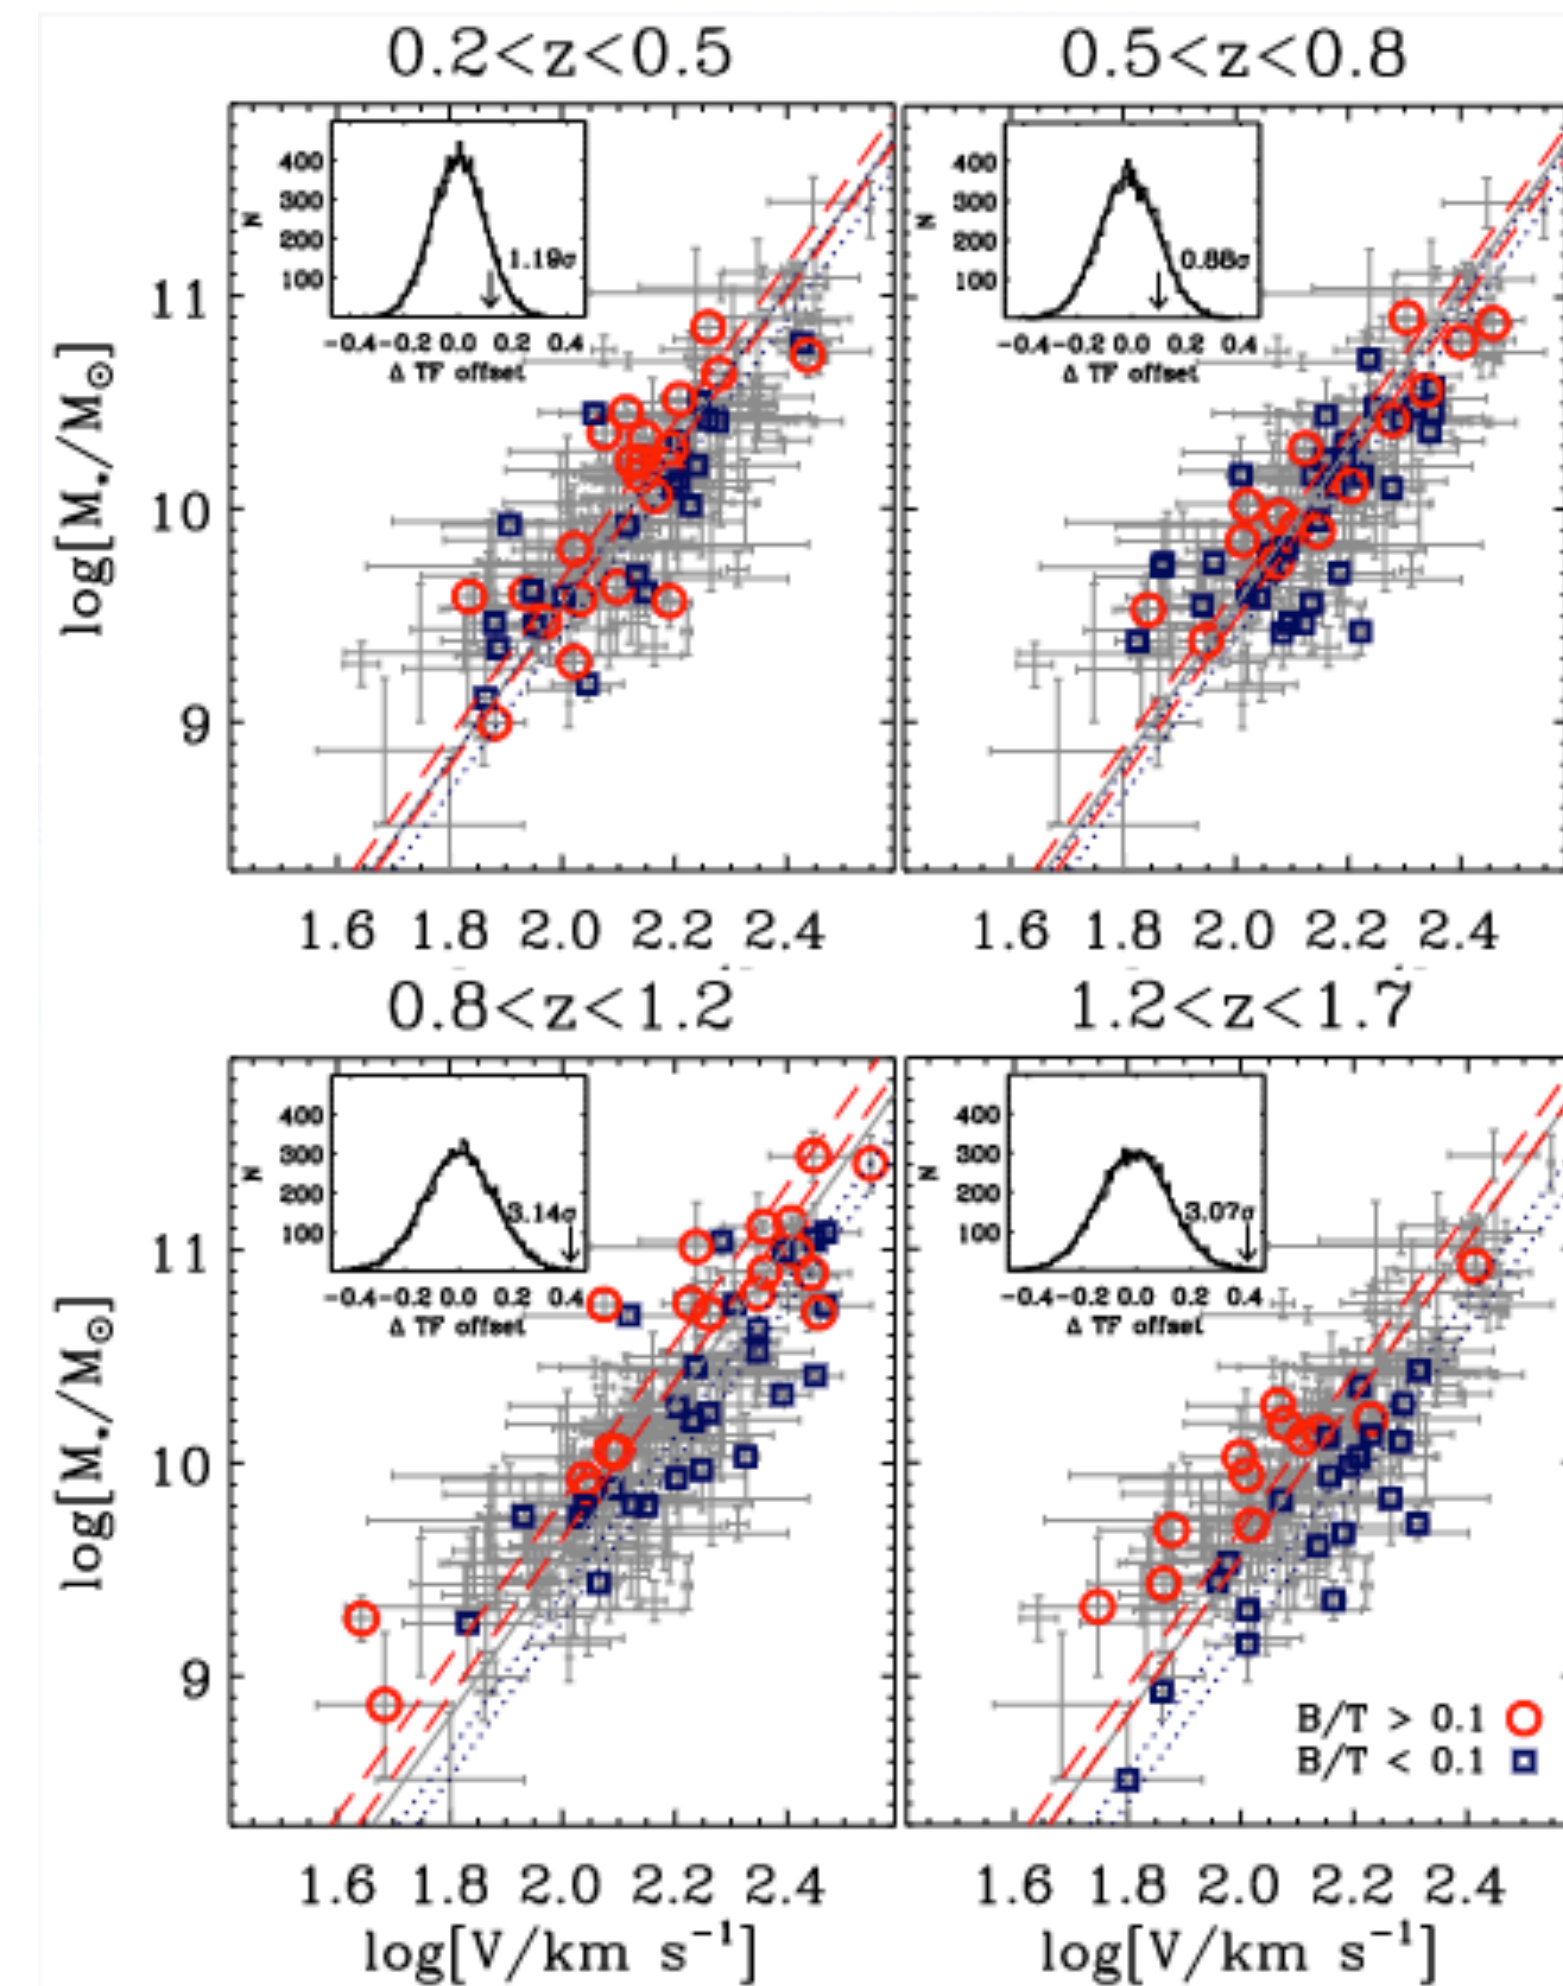 0.2<z<0.5
0.5<z<0.8
400
300
200
100
N
1.19σ
-0.4-0.2 0.0 0.2 0.4
Δ TF offset
400
300
200
100
N
0.88σ
-0.4-0.2 0.0 0.2 0.4
Δ TF offset
log[M⋆/M⊙]
11
10
9
1.6 1.8 2.0 2.2 2.4
1.6 1.8 2.0 2.2 2.4
0.8<z<1.2
1.2<z<1.7
400
300
200
100
N
3.14σ
-0.4-0.2 0.0 0.2 0.4
Δ TF offset
400
300
200
100
N
3.07σ
-0.4-0.2 0.0 0.2 0.4
Δ TF offset
log[M⋆/M⊙]
11
10
9
B/T > 0.1
B/T < 0.1
1.6 1.8 2.0 2.2 2.4
1.6 1.8 2.0 2.2 2.4
log[V/km s⁻¹]
log[V/km s⁻¹]